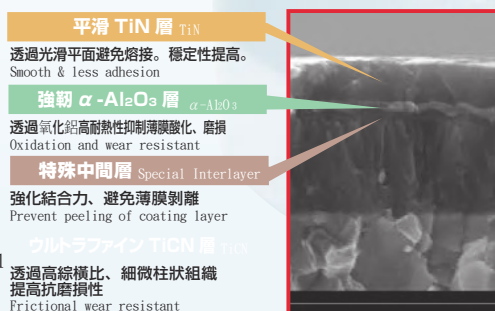 平滑 TiN 層 TiN
透過光滑平面避免熔接。穩定性提高。
Smooth & less adhesion
強韌 α-Al₂O₃ 層 α-Al₂O₃
透過氧化鋁高耐熱性抑制薄膜酸化、磨損
Oxidation and wear resistant
特殊中間層 Special Interlayer
強化結合力、避免薄膜剝離
Prevent peeling of coating layer
ウルトラファイン TiCN 層 TiCN
透過高綜橫比、細微柱狀組織
提高抗磨損性
Frictional wear resistant